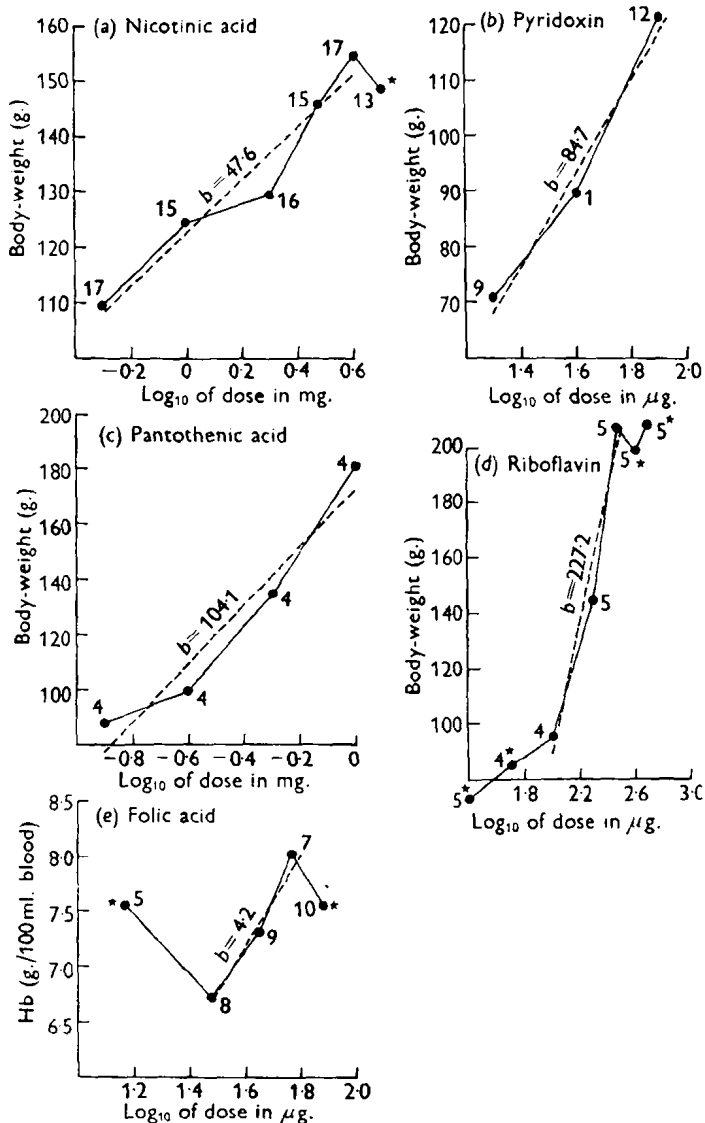 (a) Nicotinic acid
Body-weight (g.)
160
150
140
130
120
110
17
15
16
15
17
13*
b=47·6
-0·2 0 0·2 0·4 0·6
Log10 of dose in mg.
(b) Pyridoxin
Body-weight (g.)
120
110
100
90
80
70
9
1
12
b=84·7
1·4 1·6 1·8 2·0
Log10 of dose in μg.
(c) Pantothenic acid
Body-weight (g.)
200
180
160
140
120
100
4
4
4
4
b=104·1
-0·8 -0·6 -0·4 -0·2 0
Log10 of dose in mg.
(d) Riboflavin
Body-weight (g.)
200
180
160
140
120
100
5*
4*
4
5
5
5*
5*
b=227·2
1·8 2·2 2·6 3·0
Log10 of dose in μg.
(e) Folic acid
Hb (g./100ml. blood)
8·5
8·0
7·5
7·0
6·5
*5
8
9
7
10*
b=4·2
1·2 1·4 1·6 1·8 2·0
Log10 of dose in μg.